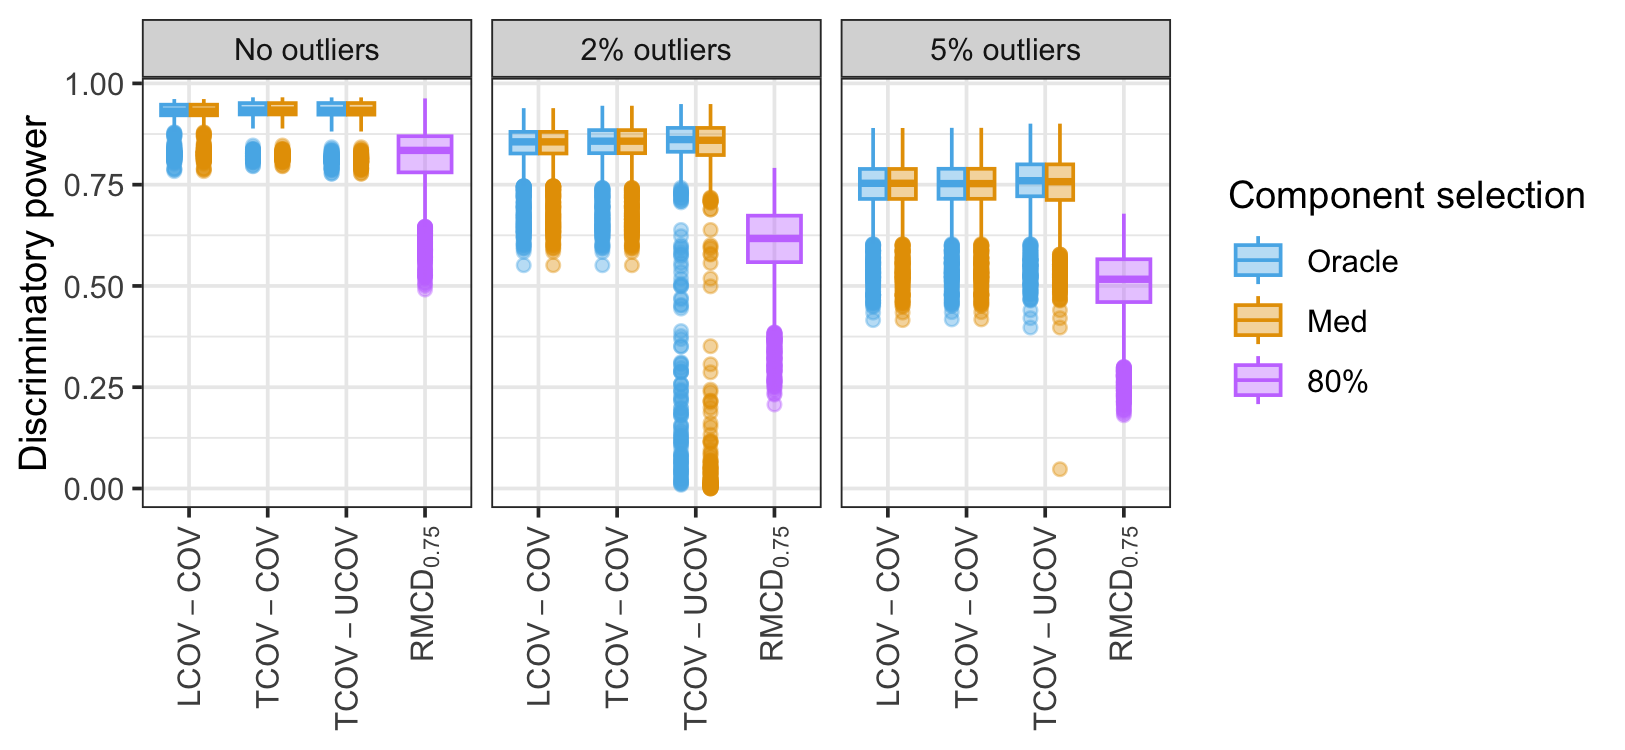 No outliers
2% outliers
5% outliers
Discriminatory power
1.00
0.75
0.50
0.25
0.00
LCOV – COV
TCOV – COV
TCOV – UCOV
RMCD0.75
LCOV – COV
TCOV – COV
TCOV – UCOV
RMCD0.75
LCOV – COV
TCOV – COV
TCOV – UCOV
RMCD0.75
Component selection
Oracle
Med
80%